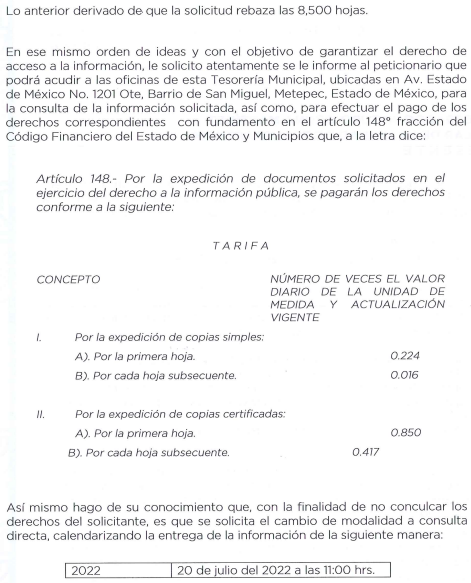 Lo anterior derivado de que la solicitud rebaza las 8,500 hojas.
En ese mismo orden de ideas y con el objetivo de garantizar el derecho de
acceso a la información, le solicito atentamente se le informe al peticionario que
podrá acudir a las oficinas de esta Tesorería Municipal, ubicadas en Av. Estado
de México No. 1201 Ote, Barrio de San Miguel, Metepec, Estado de México, para
la consulta de la información solicitada, así como, para efectuar el pago de los
derechos correspondientes con fundamento en el artículo 148° fracción del
Código Financiero del Estado de México y Municipios que, a la letra dice:
Artículo 148.- Por la expedición de documentos solicitados en el
ejercicio del derecho a la información pública, se pagarán los derechos
conforme a la siguiente:
T A R I F A
CONCEPTO NÚMERO DE VECES EL VALOR
DIARIO DE LA UNIDAD DE
MEDIDA Y ACTUALIZACIÓN
VIGENTE
I. Por la expedición de copias simples:
A). Por la primera hoja. 0.224
B). Por cada hoja subsecuente. 0.016
II. Por la expedición de copias certificadas:
A). Por la primera hoja. 0.850
B). Por cada hoja subsecuente. 0.417
Así mismo hago de su conocimiento que, con la finalidad de no conculcar los
derechos del solicitante, es que se solicita el cambio de modalidad a consulta
directa, calendarizando la entrega de la información de la siguiente manera:
2022 20 de julio del 2022 a las 11:00 hrs.